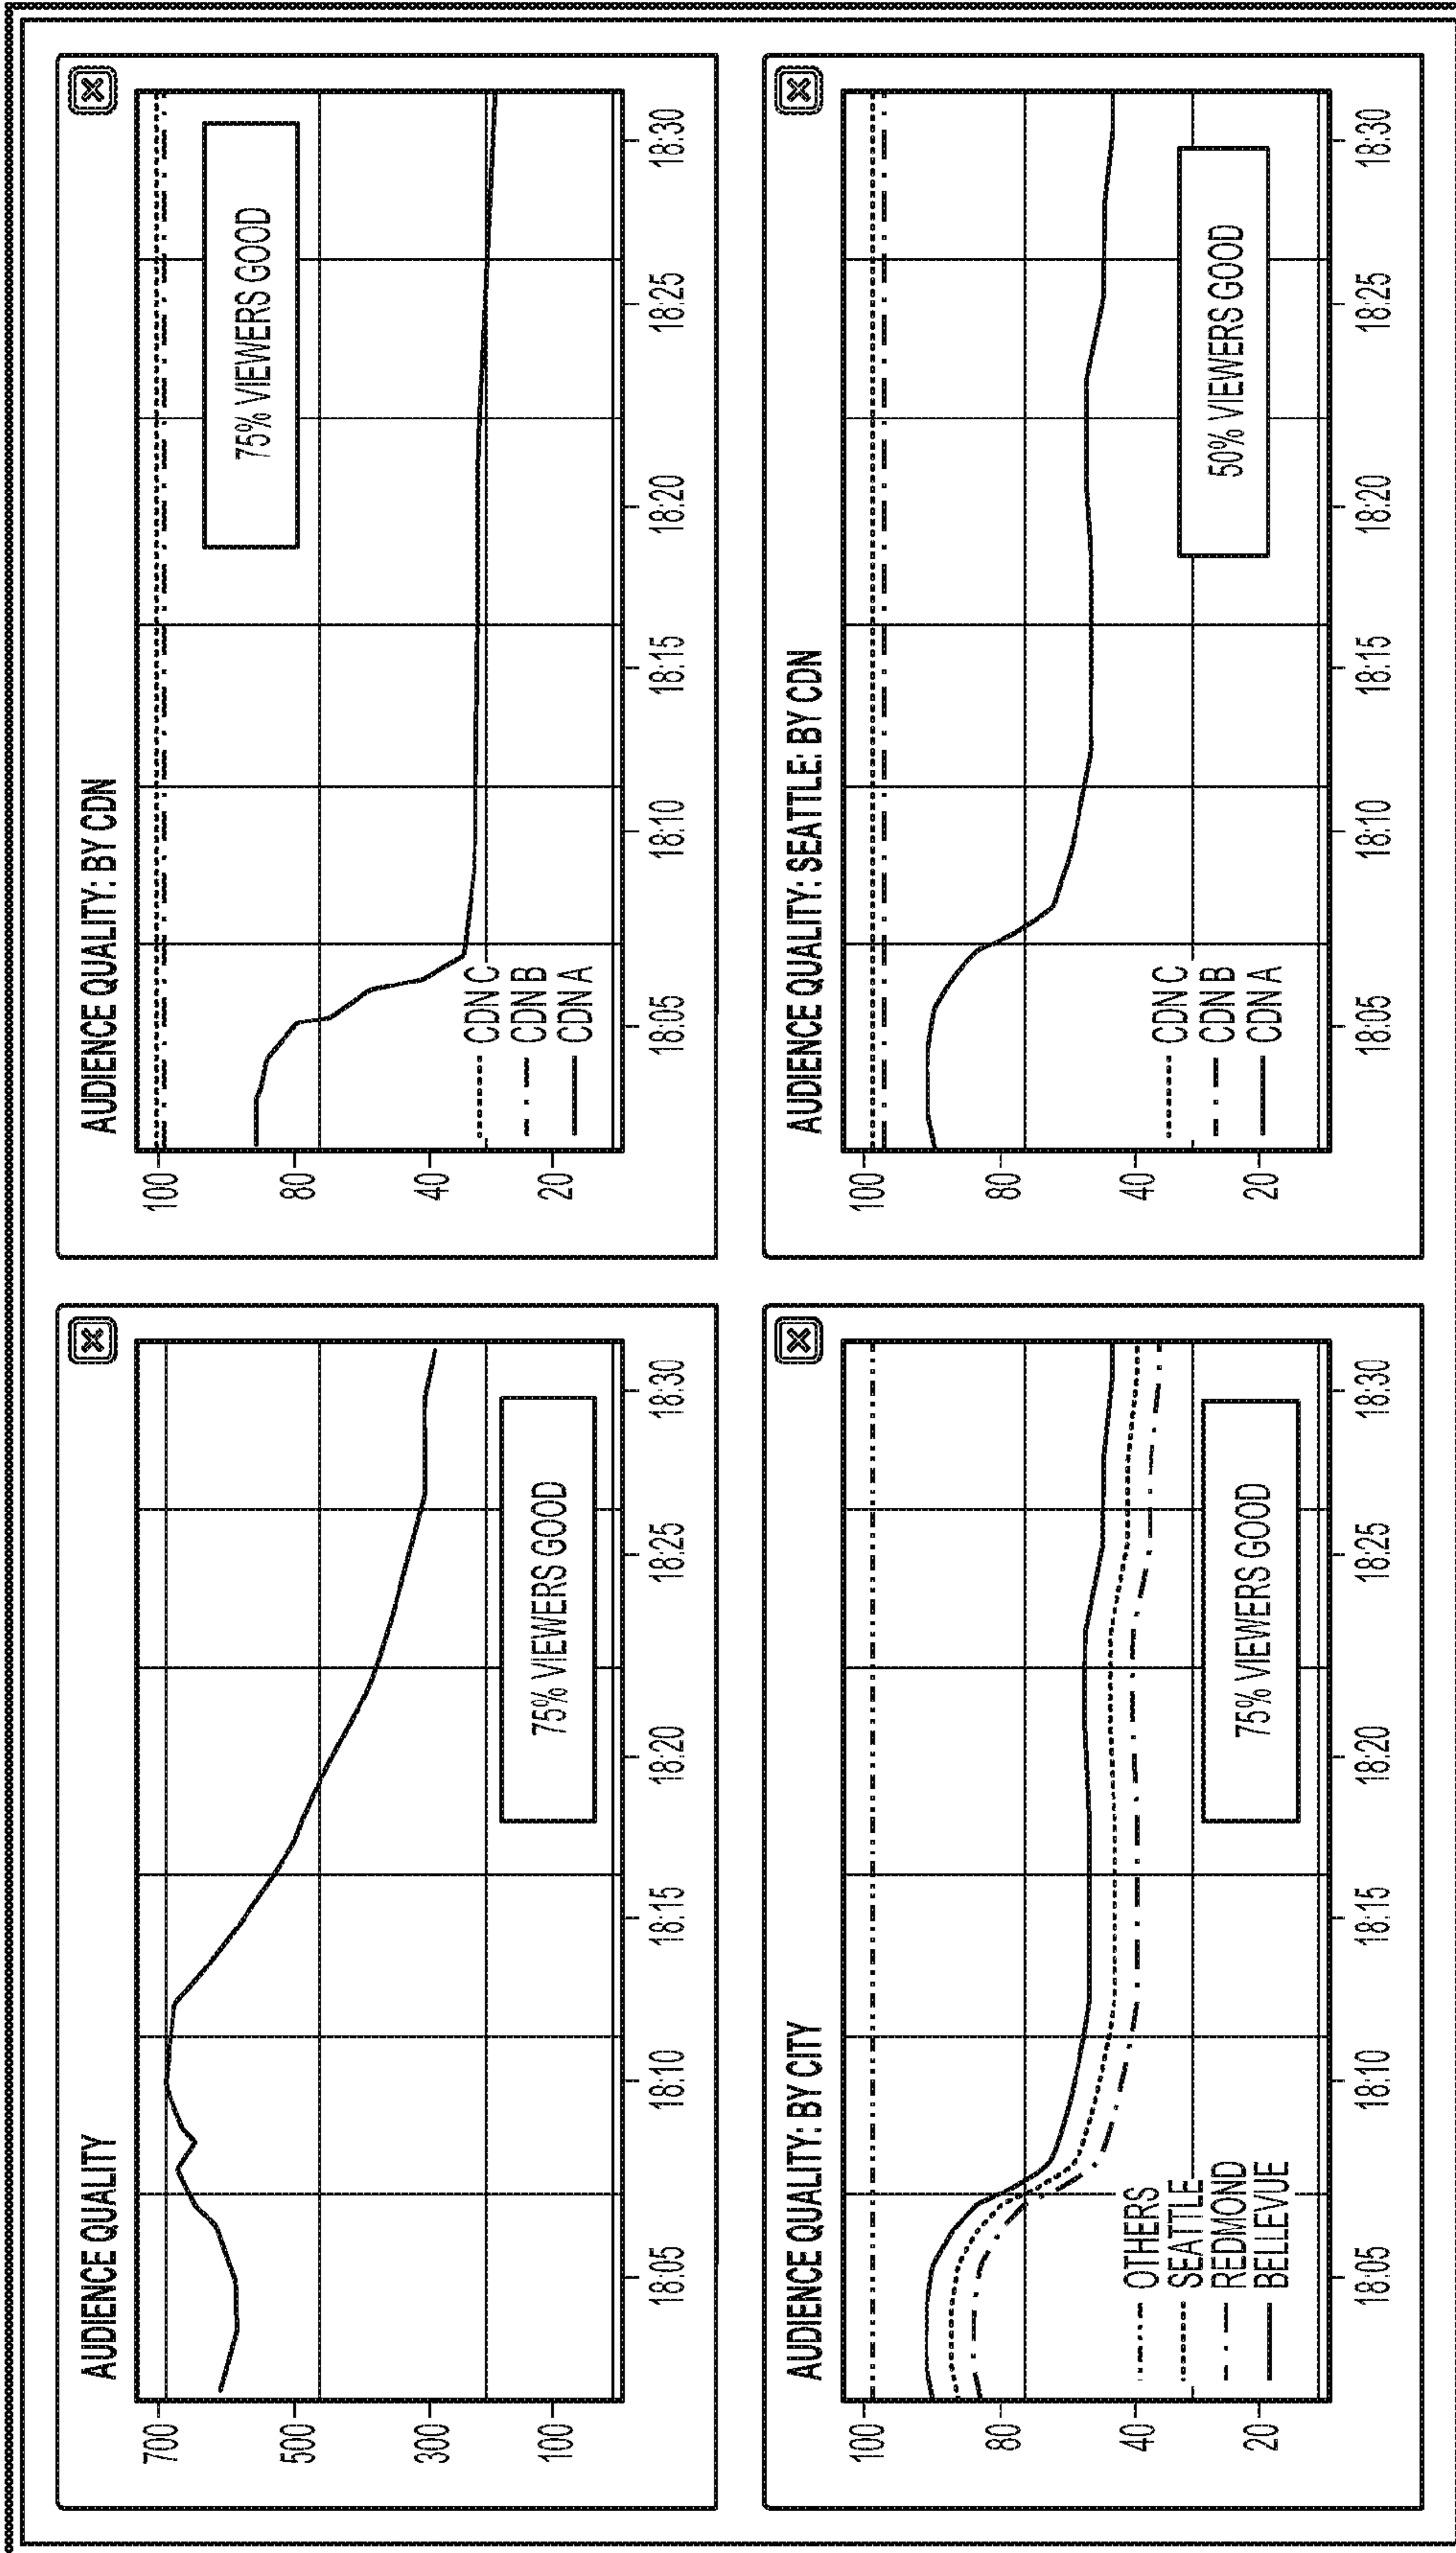 AUDIENCE QUALITY
700
500
300
100
75% VIEWERS GOOD
18:05
18:10
18:15
18:20
18:25
18:30
AUDIENCE QUALITY: BY CDN
100
80
40
20
75% VIEWERS GOOD
CDN C
CDN B
CDN A
18:05
18:10
18:15
18:20
18:25
18:30
AUDIENCE QUALITY: BY CITY
100
80
40
20
OTHERS
SEATTLE
REDMOND
BELLEVUE
75% VIEWERS GOOD
18:05
18:10
18:15
18:20
18:25
18:30
AUDIENCE QUALITY: SEATTLE: BY CDN
100
80
40
20
CDN C
CDN B
CDN A
50% VIEWERS GOOD
18:05
18:10
18:15
18:20
18:25
18:30